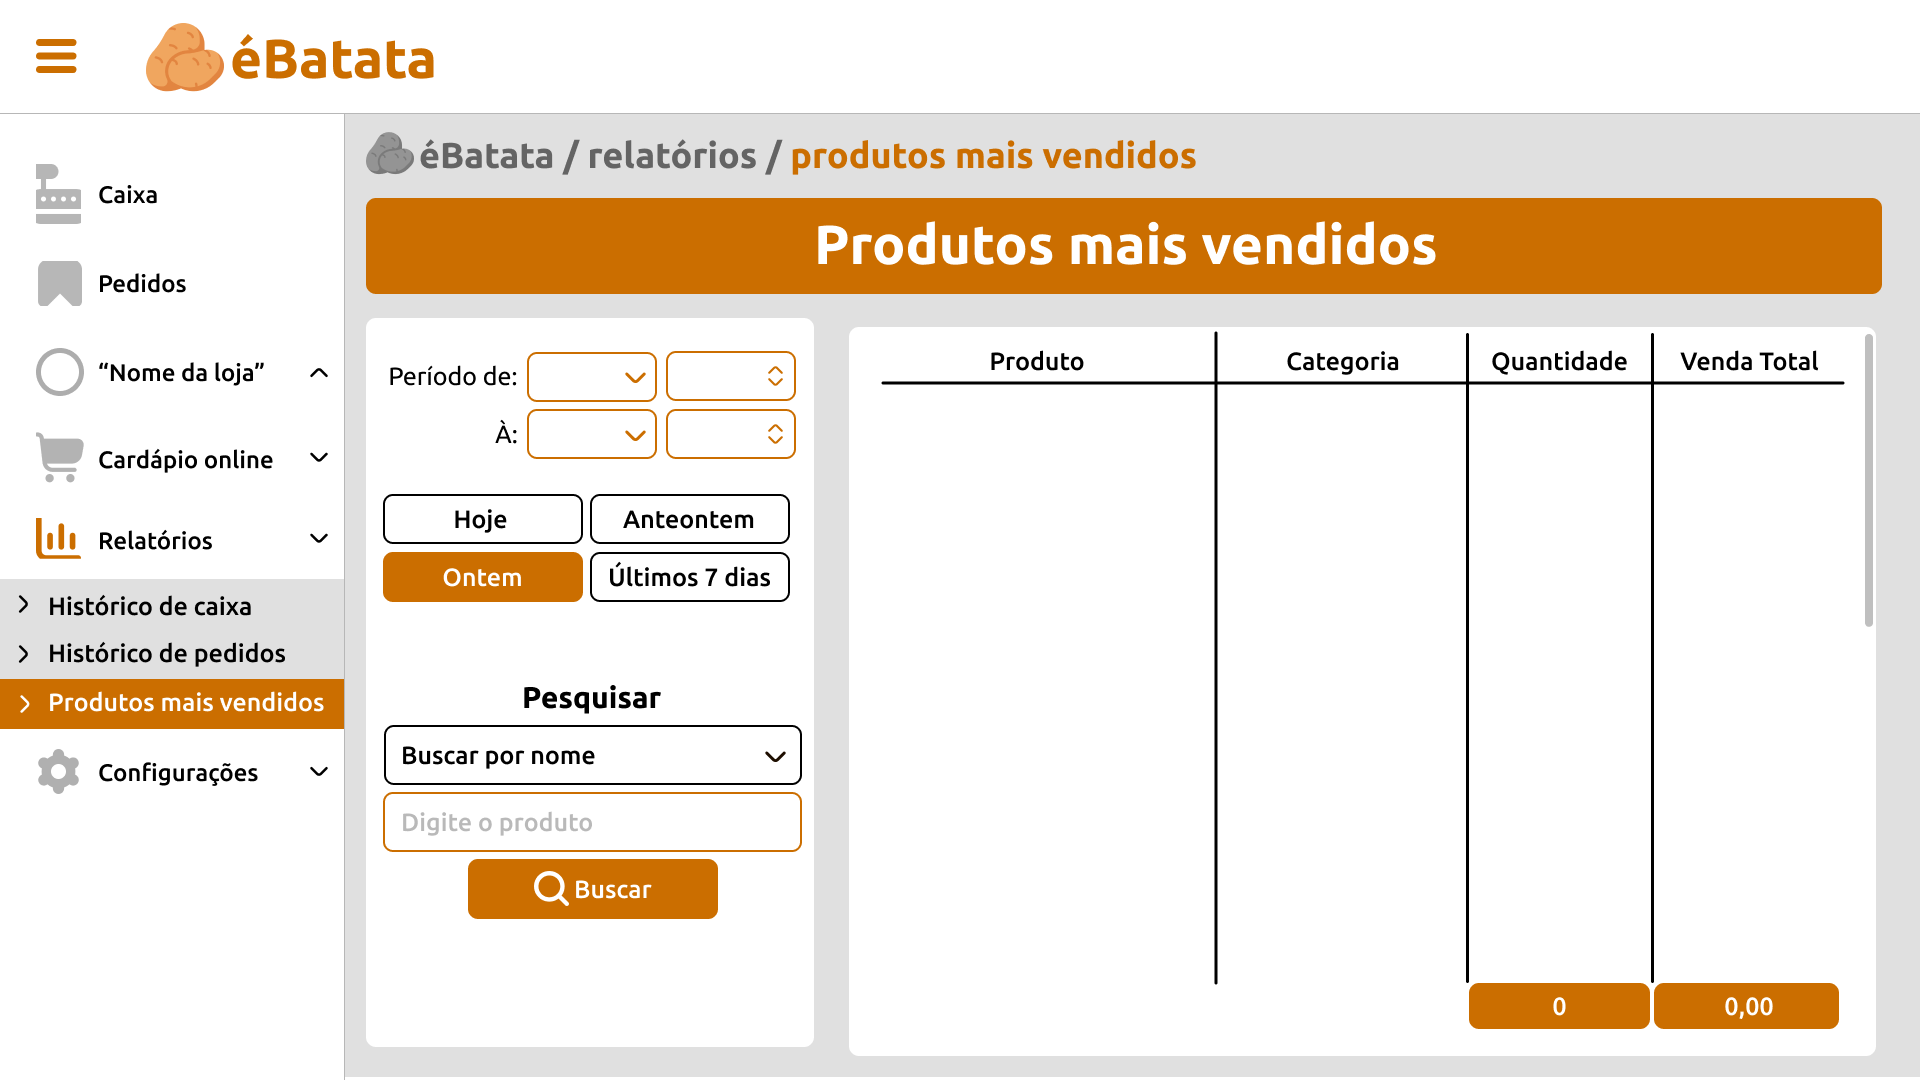 éBatata
Caixa
Pedidos
“Nome da loja”
Cardápio online
Relatórios
Histórico de caixa
Histórico de pedidos
Produtos mais vendidos
Configurações
éBatata / relatórios / produtos mais vendidos
Produtos mais vendidos
Período de:
À:
Hoje
Anteontem
Ontem
Últimos 7 dias
Pesquisar
Buscar por nome
Digite o produto
Buscar
Produto Categoria Quantidade Venda Total
0 0,00